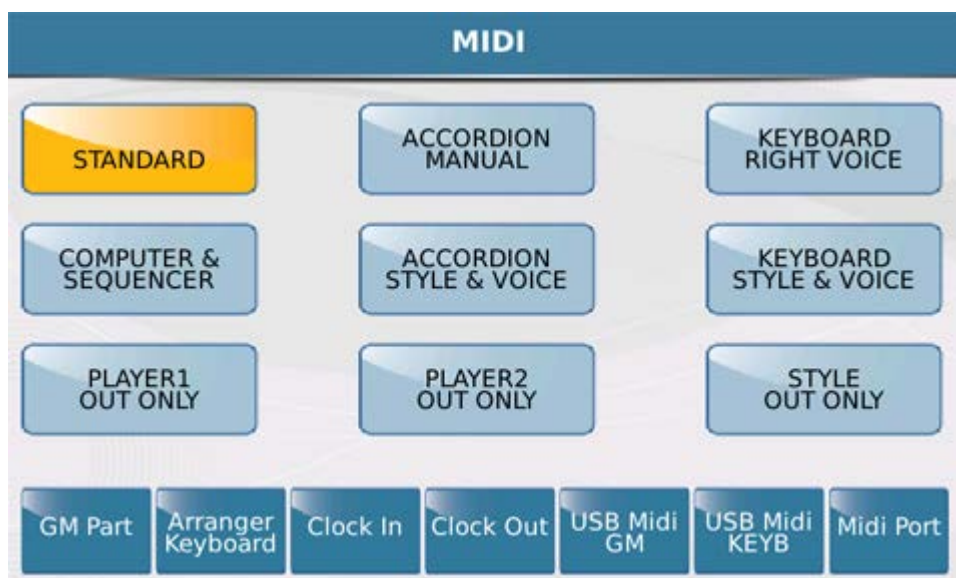 MIDI
STANDARD
ACCORDION
MANUAL
KEYBOARD
RIGHT VOICE
COMPUTER &
SEQUENCER
ACCORDION
STYLE & VOICE
KEYBOARD
STYLE & VOICE
PLAYER1
OUT ONLY
PLAYER2
OUT ONLY
STYLE
OUT ONLY
GM Part
Arranger
Keyboard
Clock In
Clock Out
USB Midi
GM
USB Midi
KEYB
Midi Port